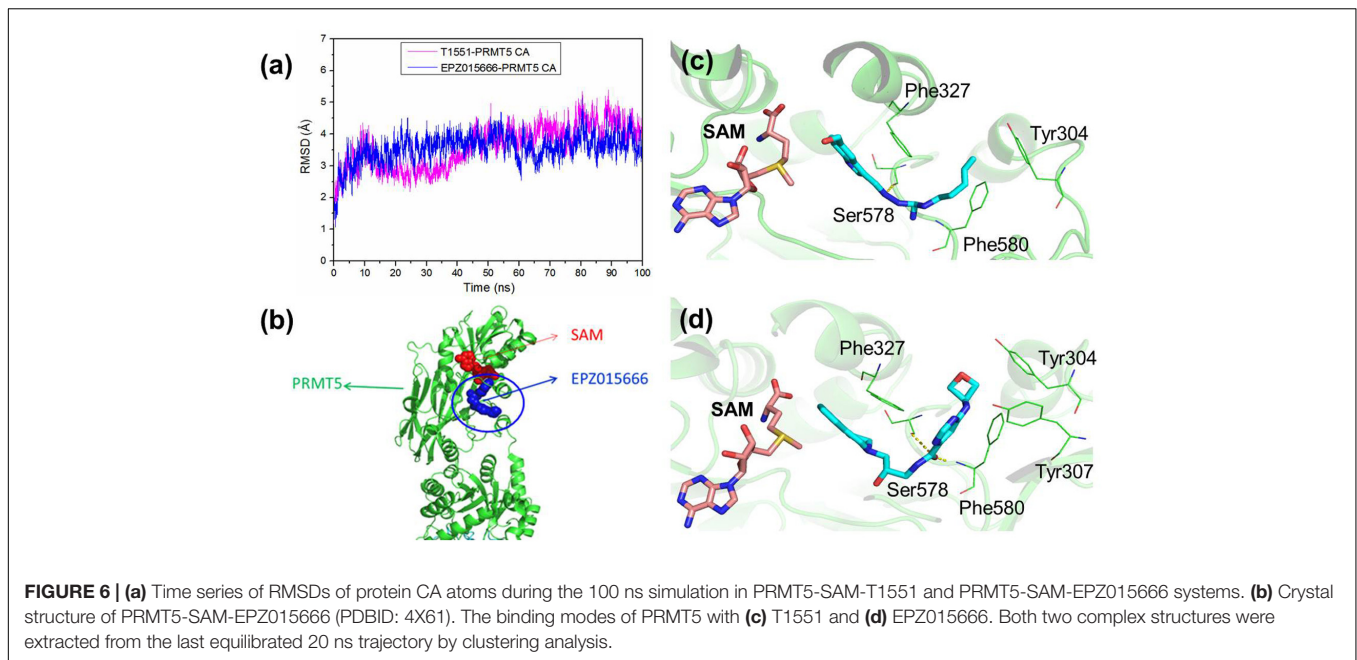 (a)
T1551-PRMT5 CA
EPZ015666-PRMT5 CA
RMSD (Å)
7
6
5
4
3
2
1
0
0 10 20 30 40 50 60 70 80 90 100
Time (ns)
(b)
SAM
PRMT5
EPZ015666
(c)
Phe327
SAM
Tyr304
Ser578
Phe580
(d)
Phe327
Tyr304
SAM
Ser578
Tyr307
Phe580
FIGURE 6 | (a) Time series of RMSDs of protein CA atoms during the 100 ns simulation in PRMT5-SAM-T1551 and PRMT5-SAM-EPZ015666 systems. (b) Crystal
structure of PRMT5-SAM-EPZ015666 (PDBID: 4X61). The binding modes of PRMT5 with (c) T1551 and (d) EPZ015666. Both two complex structures were
extracted from the last equilibrated 20 ns trajectory by clustering analysis.